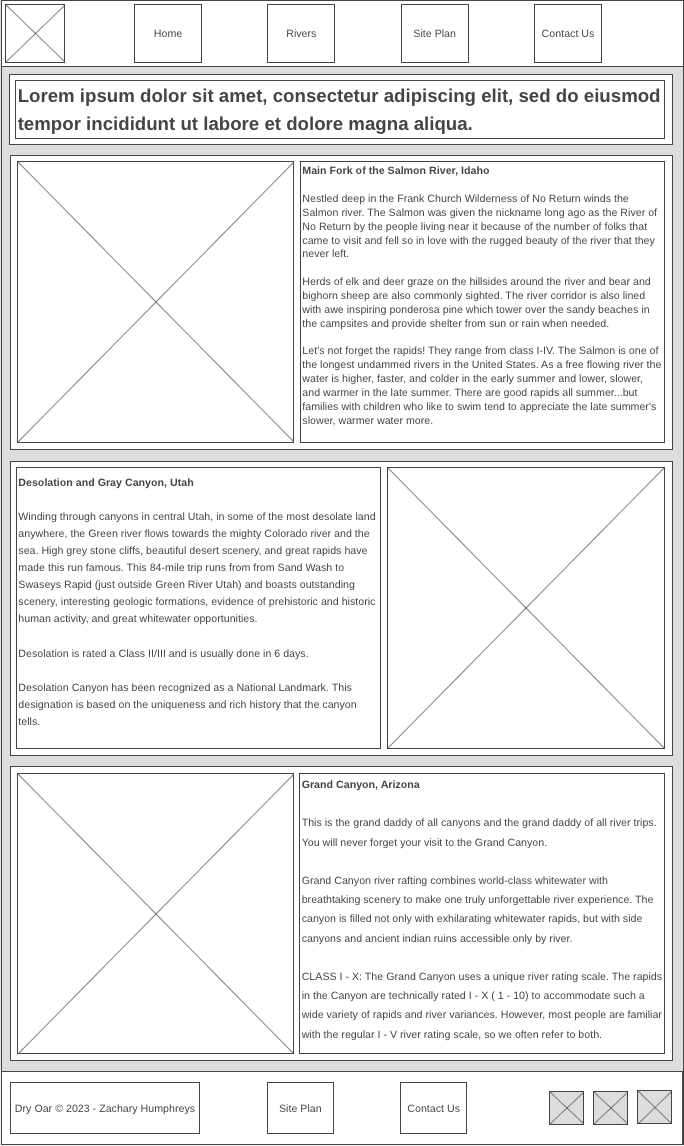 Home
Rivers
Site Plan
Contact Us
Lorem ipsum dolor sit amet, consectetur adipiscing elit, sed do eiusmod
tempor incididunt ut labore et dolore magna aliqua.
Main Fork of the Salmon River, Idaho
Nestled deep in the Frank Church Wilderness of No Return winds the
Salmon river. The Salmon was given the nickname long ago as the River of
No Return by the people living near it because of the number of folks that
came to visit and fell so in love with the rugged beauty of the river that they
never left.
Herds of elk and deer graze on the hillsides around the river and bear and
bighorn sheep are also commonly sighted. The river corridor is also lined
with awe inspiring ponderosa pine which tower over the sandy beaches in
the campsites and provide shelter from sun or rain when needed.
Let's not forget the rapids! They range from class I-IV. The Salmon is one of
the longest undammed rivers in the United States. As a free flowing river the
water is higher, faster, and colder in the early summer and lower, slower,
and warmer in the late summer. There are good rapids all summer...but
families with children who like to swim tend to appreciate the late summer's
slower, warmer water more.
Desolation and Gray Canyon, Utah
Winding through canyons in central Utah, in some of the most desolate land
anywhere, the Green river flows towards the mighty Colorado river and the
sea. High grey stone cliffs, beautiful desert scenery, and great rapids have
made this run famous. This 84-mile trip runs from from Sand Wash to
Swaseys Rapid (just outside Green River Utah) and boasts outstanding
scenery, interesting geologic formations, evidence of prehistoric and historic
human activity, and great whitewater opportunities.
Desolation is rated a Class II/III and is usually done in 6 days.
Desolation Canyon has been recognized as a National Landmark. This
designation is based on the uniqueness and rich history that the canyon
tells.
Grand Canyon, Arizona
This is the grand daddy of all canyons and the grand daddy of all river trips.
You will never forget your visit to the Grand Canyon.
Grand Canyon river rafting combines world-class whitewater with
breathtaking scenery to make one truly unforgettable river experience. The
canyon is filled not only with exhilarating whitewater rapids, but with side
canyons and ancient indian ruins accessible only by river.
CLASS I - X: The Grand Canyon uses a unique river rating scale. The rapids
in the Canyon are technically rated I - X ( 1 - 10) to accommodate such a
wide variety of rapids and river variances. However, most people are familiar
with the regular I - V river rating scale, so we often refer to both.
Dry Oar © 2023 - Zachary Humphreys
Site Plan
Contact Us